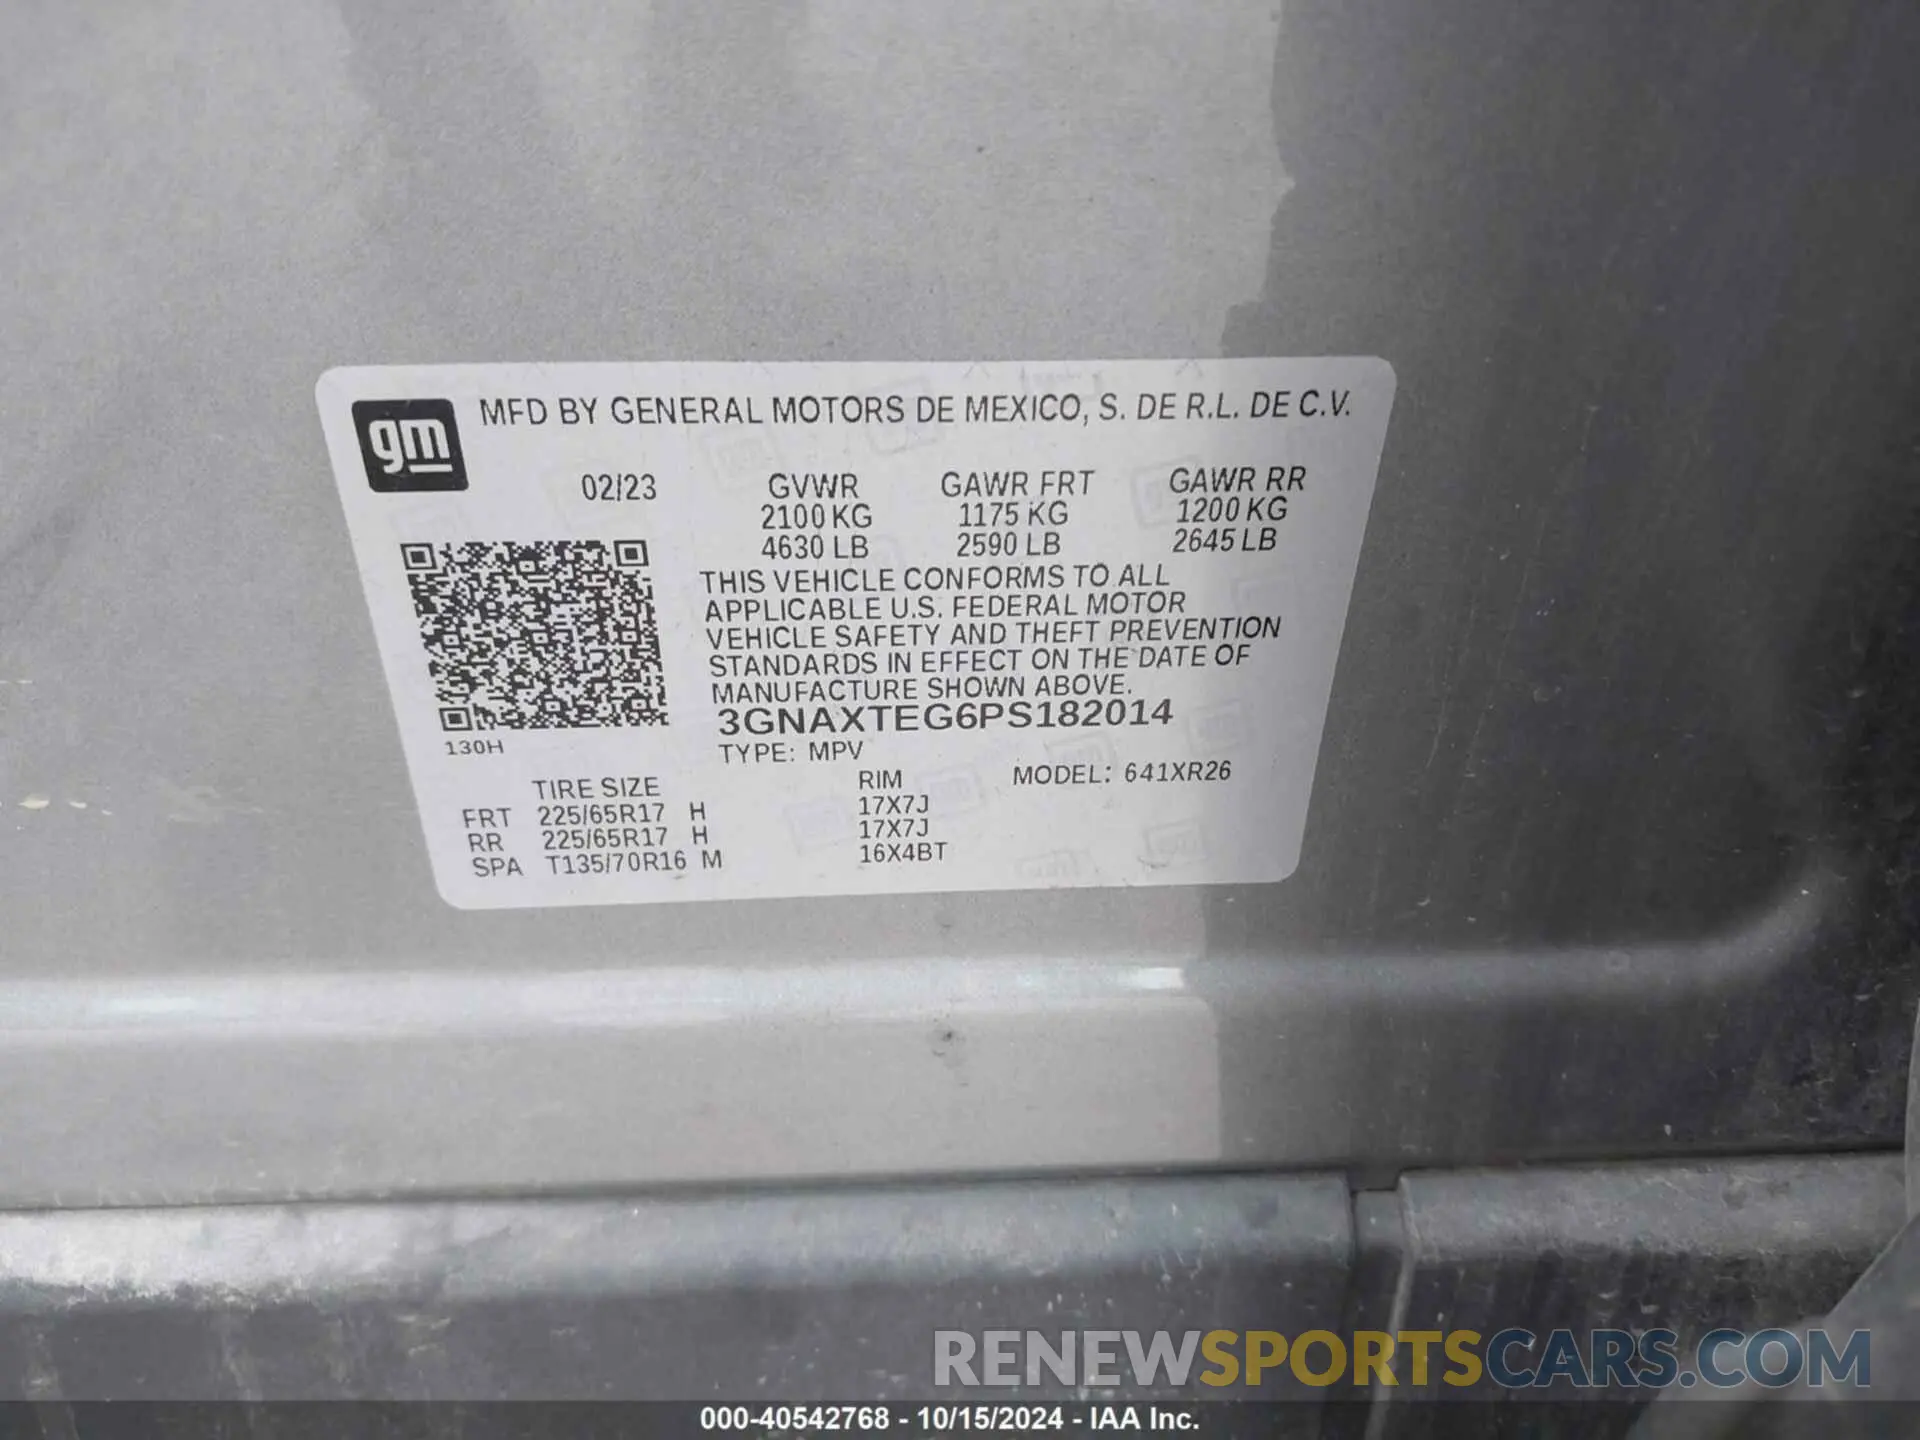 gm
MFD BY GENERAL MOTORS DE MEXICO, S. DE R.L. DE C.V.
02/23 GVWR GAWR FRT GAWR RR
2100 KG 1175 KG 1200 KG
4630 LB 2590 LB 2645 LB
THIS VEHICLE CONFORMS TO ALL
APPLICABLE U.S. FEDERAL MOTOR
VEHICLE SAFETY AND THEFT PREVENTION
STANDARDS IN EFFECT ON THE DATE OF
MANUFACTURE SHOWN ABOVE.
3GNAXTEG6PS182014
130H
TYPE: MPV
TIRE SIZE RIM MODEL: 641XR26
FRT 225/65R17 H 17X7J
RR 225/65R17 H 17X7J
SPA T135/70R16 M 16X4BT
RENEWSPORTSCARS.COM
000-40542768 - 10/15/2024 - IAA Inc.